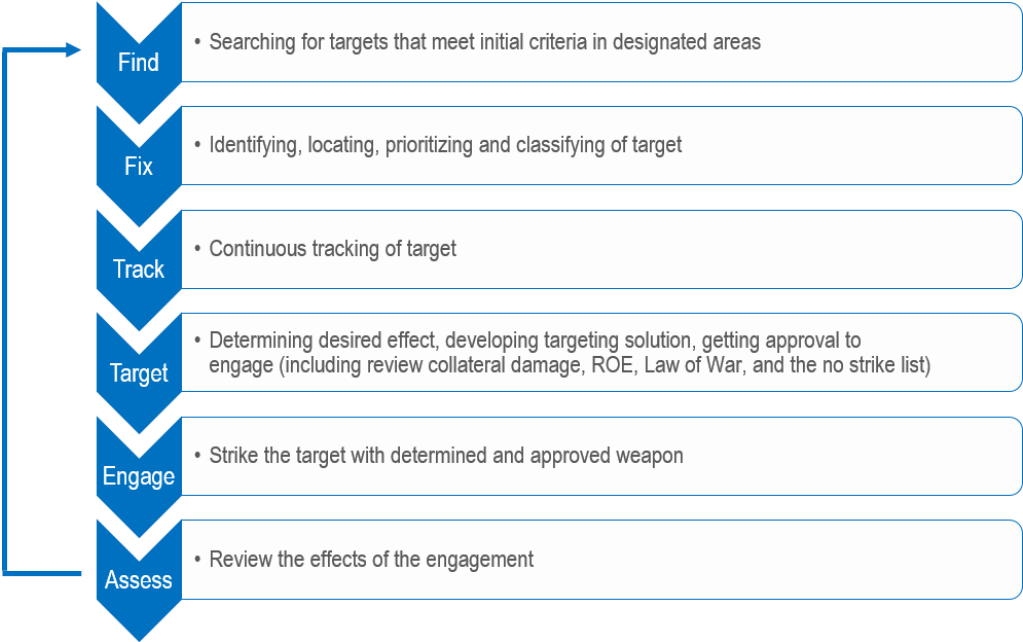 Find
• Searching for targets that meet initial criteria in designated areas
Fix
• Identifying, locating, prioritizing and classifying of target
Track
• Continuous tracking of target
Target
• Determining desired effect, developing targeting solution, getting approval to
engage (including review collateral damage, ROE, Law of War, and the no strike list)
Engage
• Strike the target with determined and approved weapon
Assess
• Review the effects of the engagement